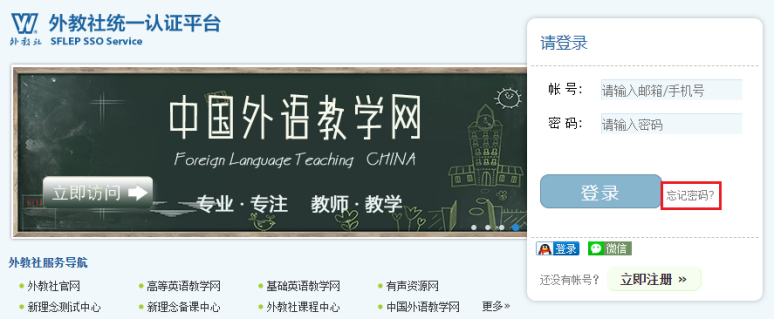 外教社统一认证平台
外教社 SFLEP SSO Service
中国外语教学网
Foreign Language Teaching CHINA
立即访问
专业·专注 教师·教学
请登录
帐 号: 请输入邮箱/手机号
密 码: 请输入密码
登录 忘记密码?
登录 微信
还没有帐号? 立即注册 »
外教社服务导航
外教社官网 高等英语教学网 基础英语教学网 有声资源网
新理念测试中心 新理念备课中心 外教社课程中心 中国外语教学网 更多»